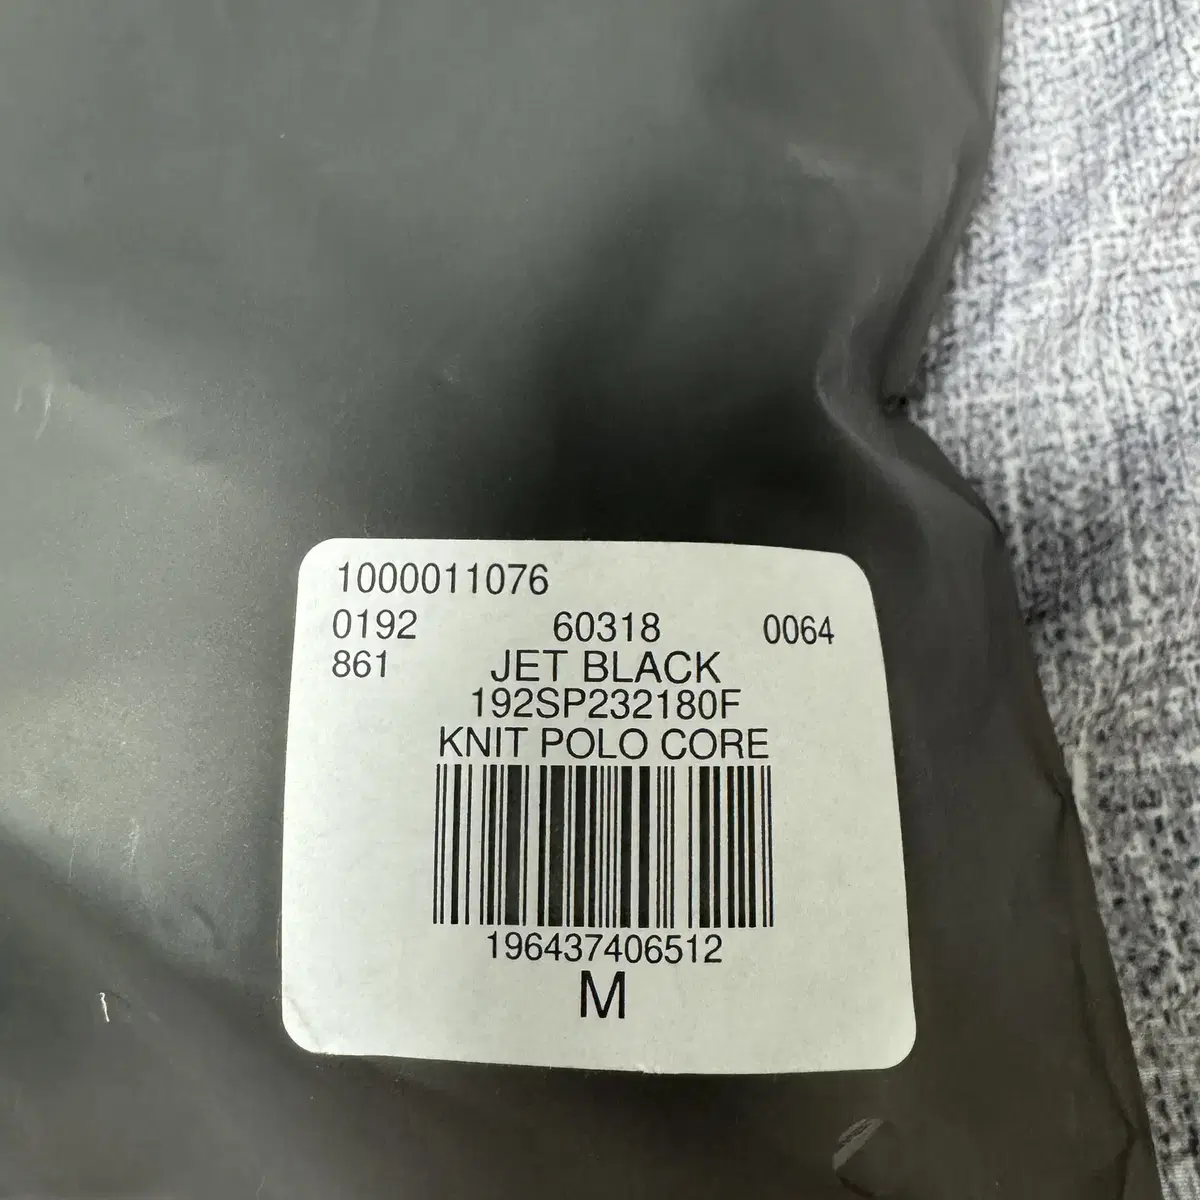 1000011076
0192 60318 0064
861 JET BLACK
192SP232180F
KNIT POLO CORE
196437406512
M